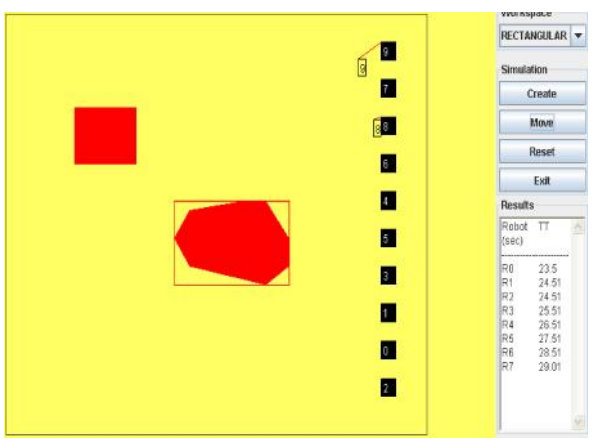 Workspace
RECTANGULAR
Simulation
Create
Move
Reset
Exit
Results
Robot TT
(sec)
R0 23.5
R1 24.51
R2 24.51
R3 25.51
R4 26.51
R5 27.51
R6 28.51
R7 29.01
9
9
7
8
8
6
4
5
3
1
0
2